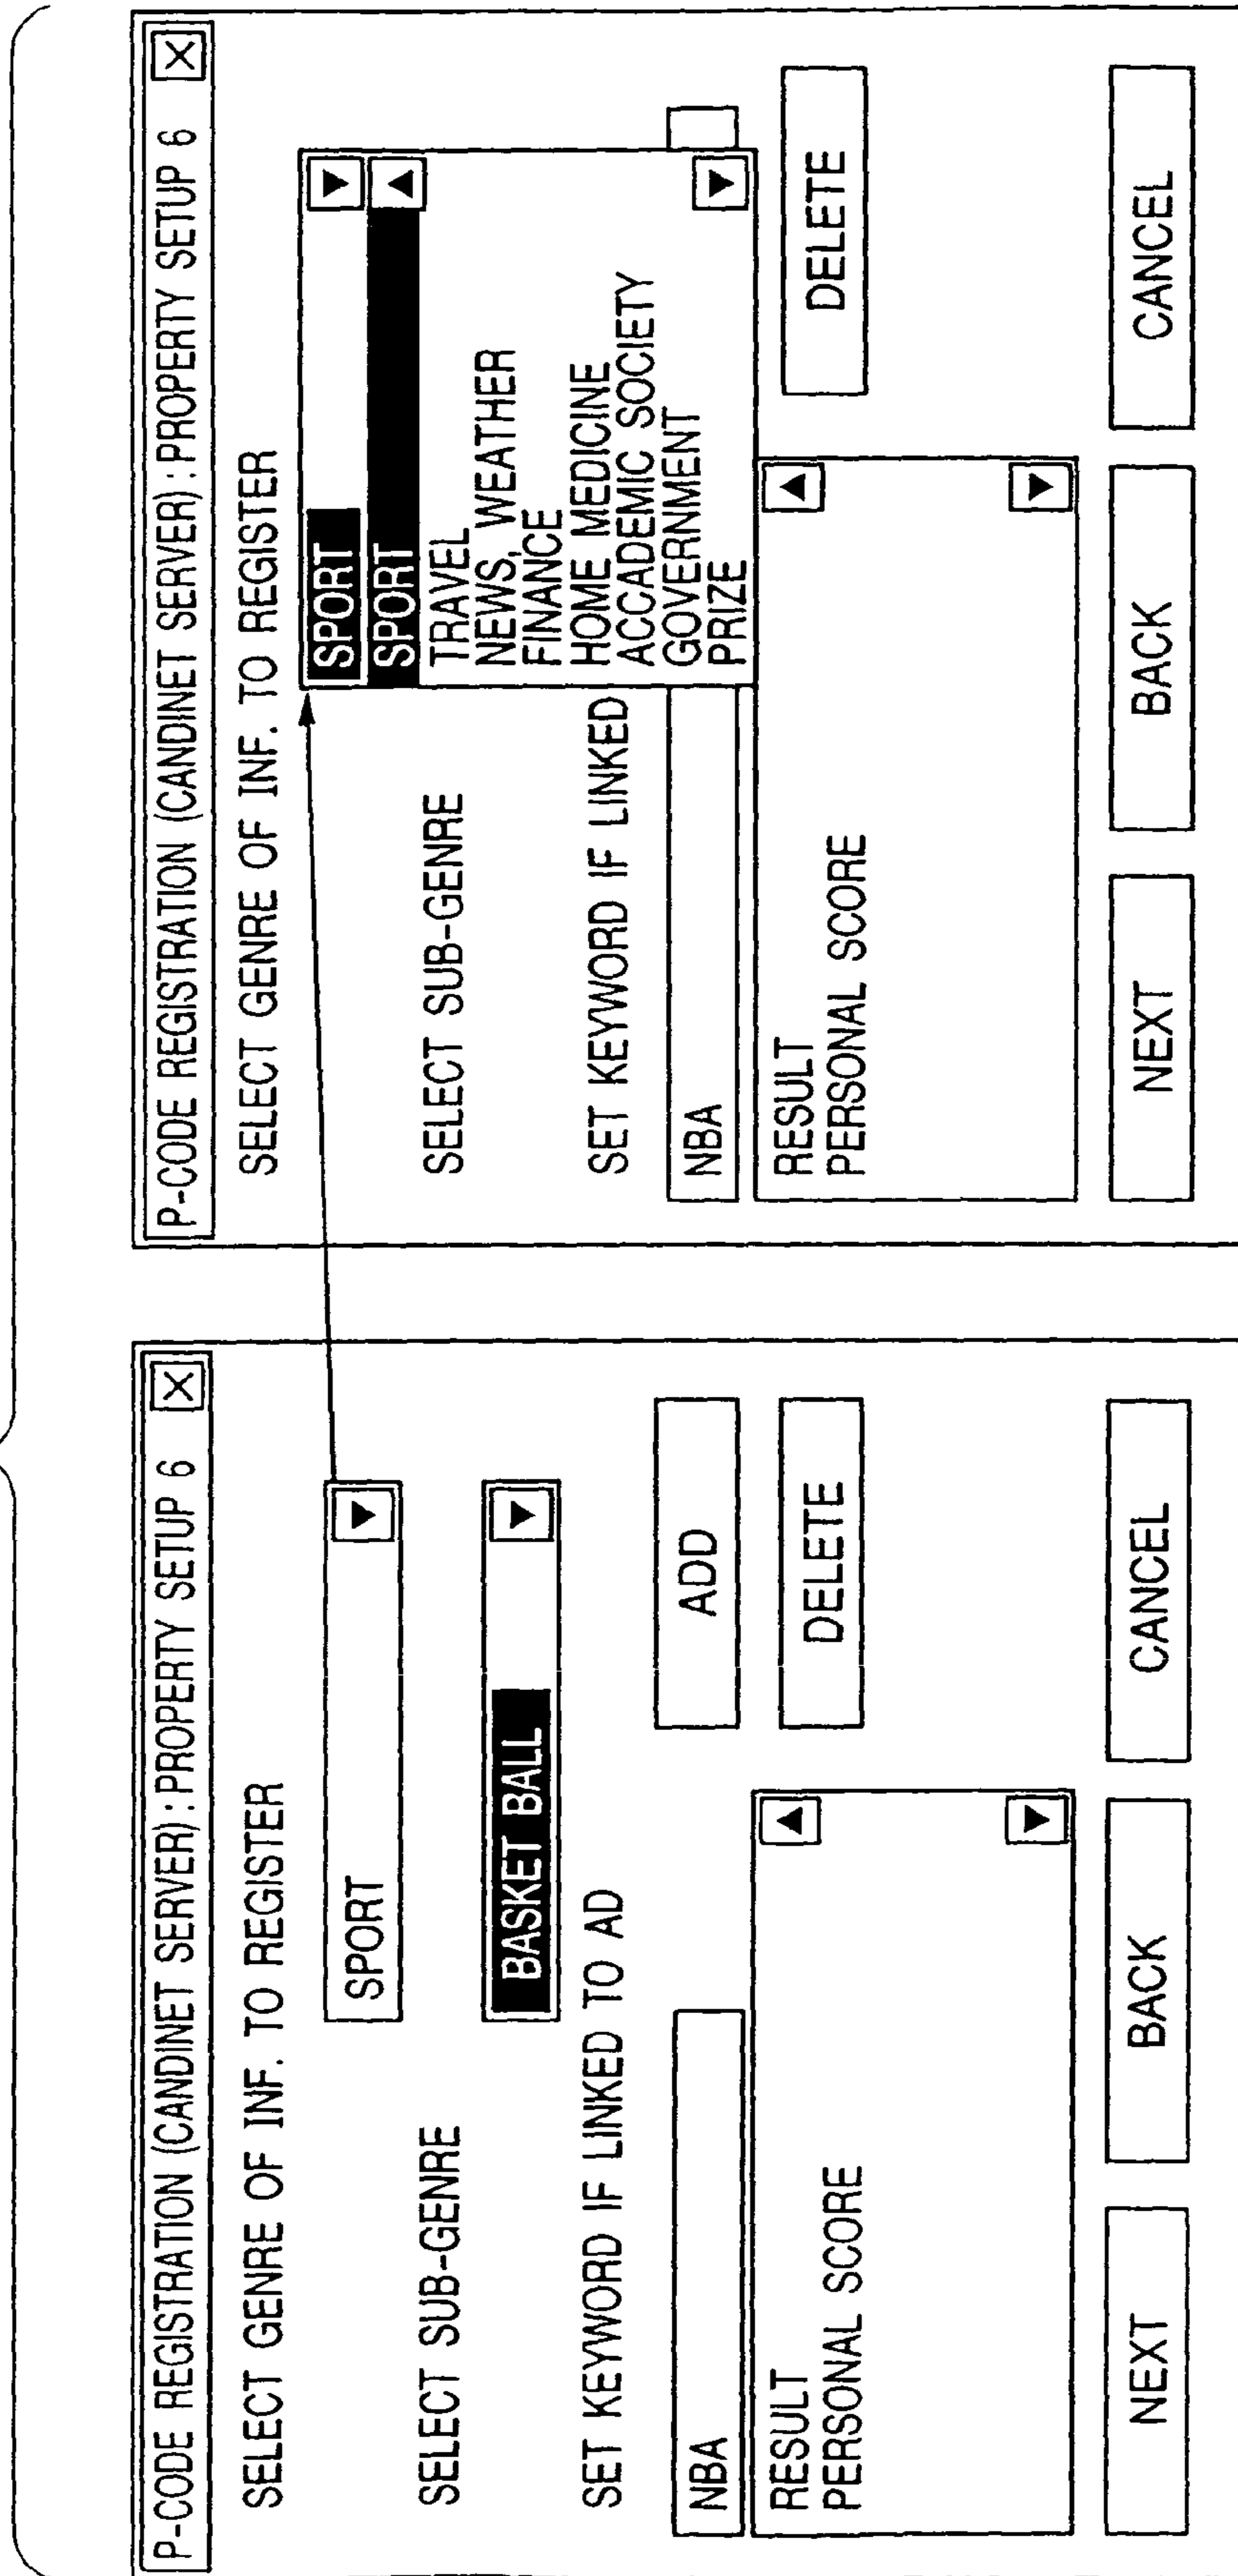 P-CODE REGISTRATION (CANDINET SERVER):PROPERTY SETUP 6
SELECT GENRE OF INF. TO REGISTER
SPORT
SELECT SUB-GENRE
BASKET BALL
SET KEYWORD IF LINKED TO AD
NBA
ADD
RESULT
PERSONAL SCORE
DELETE
NEXT
BACK
CANCEL
P-CODE REGISTRATION (CANDINET SERVER):PROPERTY SETUP 6
SELECT GENRE OF INF. TO REGISTER
SPORT
SPORT
TRAVEL
NEWS, WEATHER
FINANCE
HOME MEDICINE
ACCADEMIC SOCIETY
GOVERNMENT
PRIZE
SELECT SUB-GENRE
SET KEYWORD IF LINKED
NBA
RESULT
PERSONAL SCORE
DELETE
NEXT
BACK
CANCEL